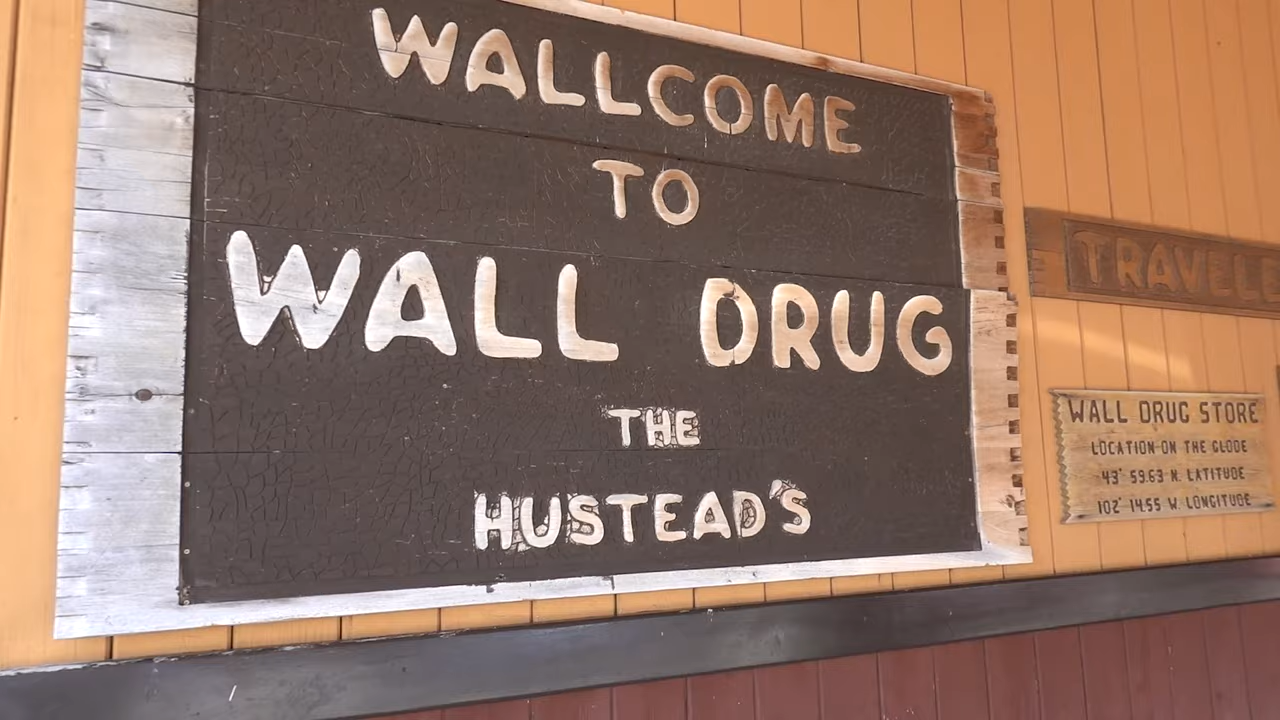 WALLCOME
TO
WALL DRUG
THE
HUSTEAD'S
TRAVELE
WALL DRUG STORE
LOCATION ON THE GLOBE
43° 59.63 N. LATITUDE
102° 14.55 W. LONGITUDE